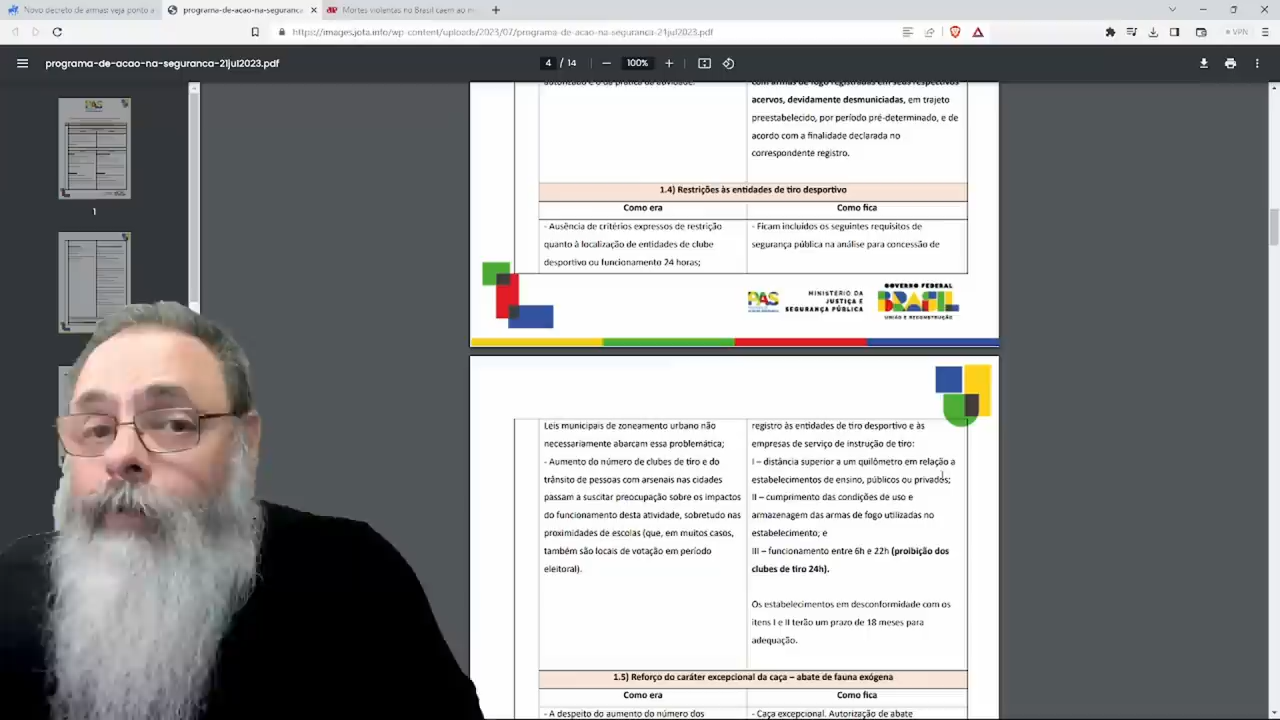 Novo decreto de armas: veja ponto a
programa-de-acao-na-seguranca
Mortes violentas no Brasil caem ao m
https://images.jota.info/wp-content/uploads/2023/07/programa-de-acao-na-seguranca-21jul2023.pdf
VPN
programa-de-acao-na-seguranca-21jul2023.pdf
4 / 14
100%
1
acervos, devidamente desmuniciadas, em trajeto
preestabelecido, por período pré-determinado, e de
acordo com a finalidade declarada no
correspondente registro.
1.4) Restrições às entidades de tiro desportivo
Como era
Como fica
- Ausência de critérios expressos de restrição
quanto à localização de entidades de clube
desportivo ou funcionamento 24 horas;
- Ficam incluídos os seguintes requisitos de
segurança pública na análise para concessão de
PAS
MINISTÉRIO DA
JUSTIÇA E
SEGURANÇA PÚBLICA
GOVERNO FEDERAL
BRASIL
UNIÃO E RECONSTRUÇÃO
Leis municipais de zoneamento urbano não
necessariamente abarcam essa problemática;
- Aumento do número de clubes de tiro e do
trânsito de pessoas com arsenais nas cidades
passam a suscitar preocupação sobre os impactos
do funcionamento desta atividade, sobretudo nas
proximidades de escolas (que, em muitos casos,
também são locais de votação em período
eleitoral).
registro às entidades de tiro desportivo e às
empresas de serviço de instrução de tiro:
I – distância superior a um quilômetro em relação a
estabelecimentos de ensino, públicos ou privados;
II – cumprimento das condições de uso e
armazenagem das armas de fogo utilizadas no
estabelecimento; e
III – funcionamento entre 6h e 22h (proibição dos
clubes de tiro 24h).
Os estabelecimentos em desconformidade com os
itens I e II terão um prazo de 18 meses para
adequação.
1.5) Reforço do caráter excepcional da caça – abate de fauna exógena
Como era
Como fica
- A despeito do aumento do número dos
- Caça excepcional. Autorização de abate